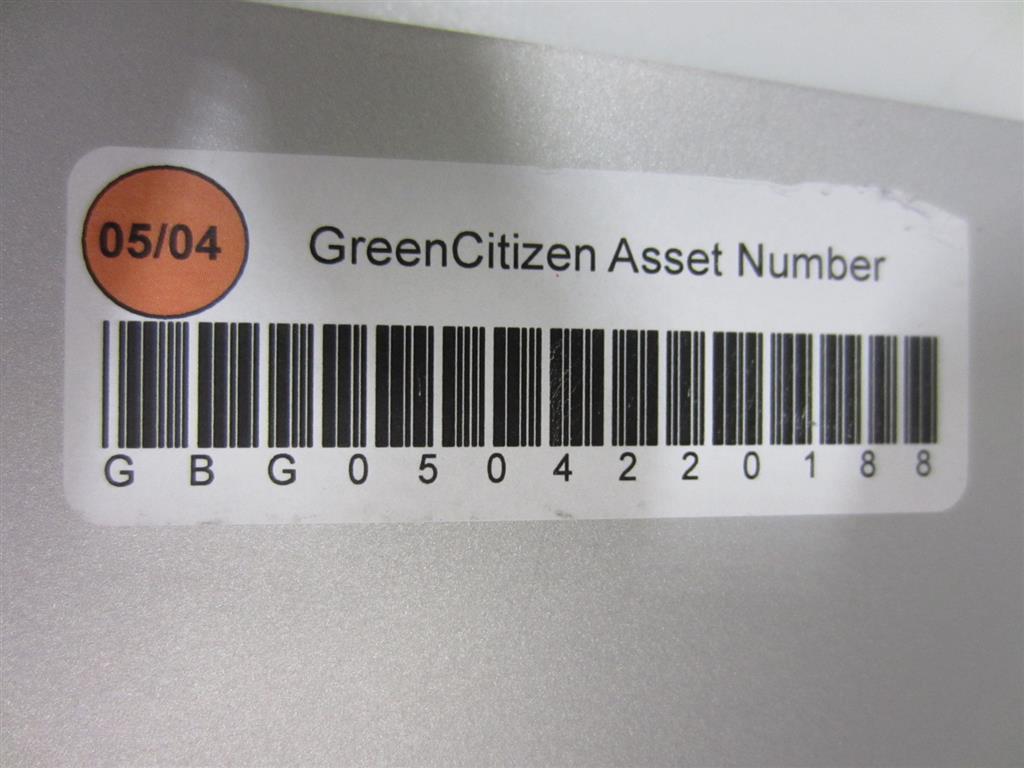 05/04
GreenCitizen Asset Number
G B G 0 5 0 4 2 2 0 1 8 8